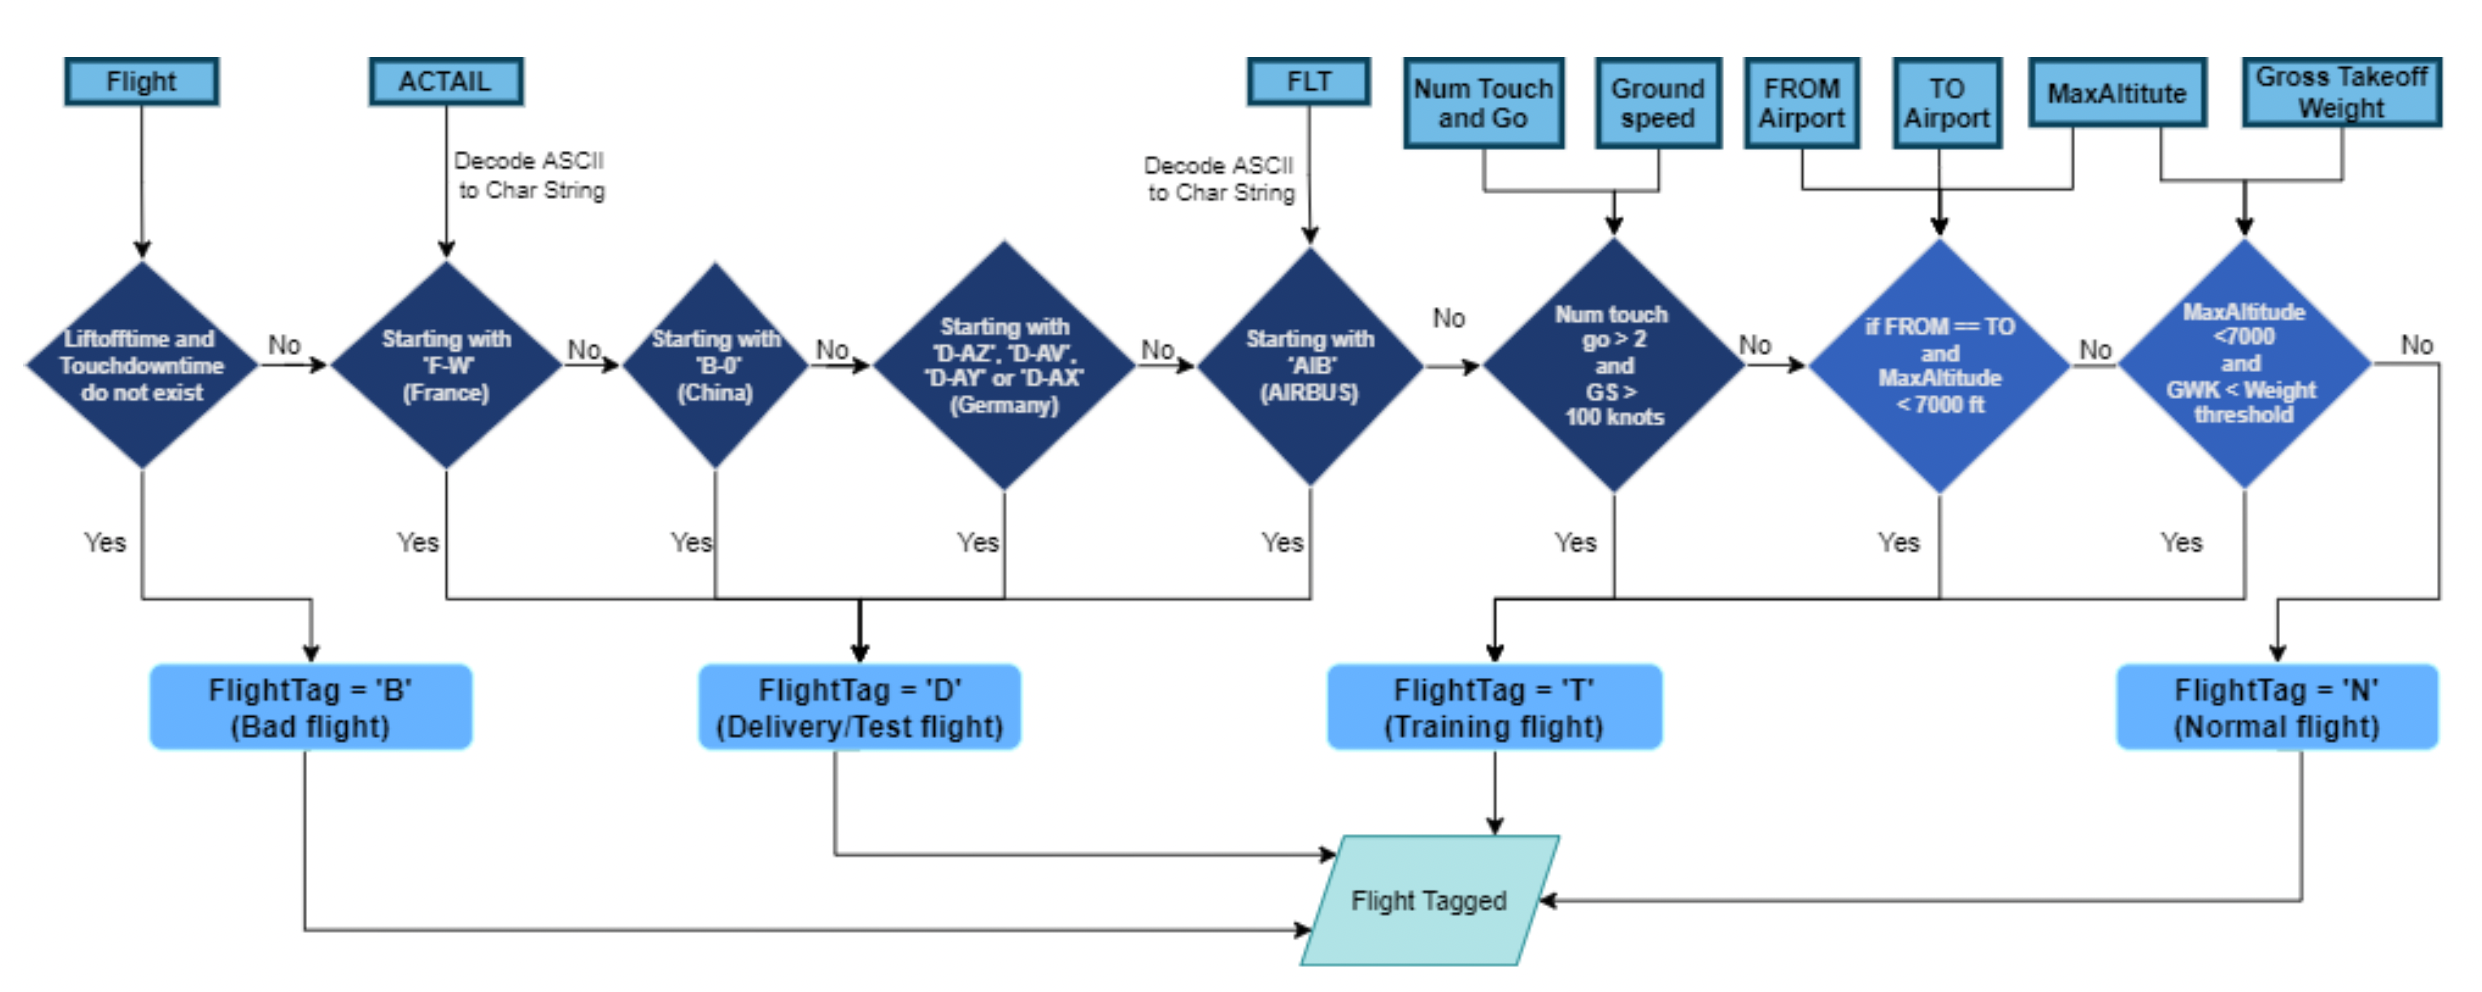 Flight
ACTAIL
FLT
Num Touch
and Go
Ground
speed
FROM
Airport
TO
Airport
MaxAltitute
Gross Takeoff
Weight
Decode ASCII
to Char String
Decode ASCII
to Char String
Liftofftime and
Touchdowntime
do not exist
No
Starting with
'F-W'
(France)
No
Starting with
'B-0'
(China)
No
Starting with
'D-AZ', 'D-AV',
'D-AY' or 'D-AX'
(Germany)
No
Starting with
'AIB'
(AIRBUS)
No
Num touch
go > 2
and
GS >
100 knots
No
if FROM == TO
and
MaxAltitude
< 7000 ft
No
MaxAltitude
<7000
and
GWK < Weight
threshold
No
Yes
Yes
Yes
Yes
Yes
Yes
Yes
Yes
FlightTag = 'B'
(Bad flight)
FlightTag = 'D'
(Delivery/Test flight)
FlightTag = 'T'
(Training flight)
FlightTag = 'N'
(Normal flight)
Flight Tagged